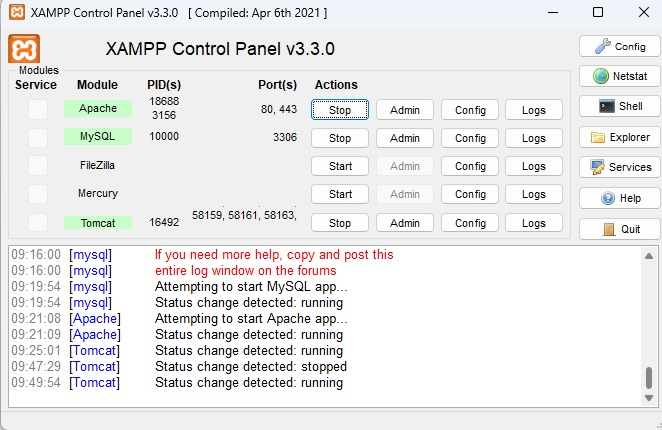 XAMPP Control Panel v3.3.0 [ Compiled: Apr 6th 2021 ]
XAMPP Control Panel v3.3.0
Config
Modules
Service Module PID(s) Port(s) Actions
Netstat
Apache 18688 3156 80, 443 Stop Admin Config Logs
Shell
MySQL 10000 3306 Stop Admin Config Logs
Explorer
FileZilla Start Admin Config Logs
Services
Mercury Start Admin Config Logs
Help
Tomcat 16492 58159, 58161, 58163, Stop Admin Config Logs
Quit
09:16:00 [mysql] If you need more help, copy and post this
09:16:00 [mysql] entire log window on the forums
09:19:54 [mysql] Attempting to start MySQL app...
09:19:54 [mysql] Status change detected: running
09:21:08 [Apache] Attempting to start Apache app...
09:21:09 [Apache] Status change detected: running
09:25:01 [Tomcat] Status change detected: running
09:47:29 [Tomcat] Status change detected: stopped
09:49:54 [Tomcat] Status change detected: running